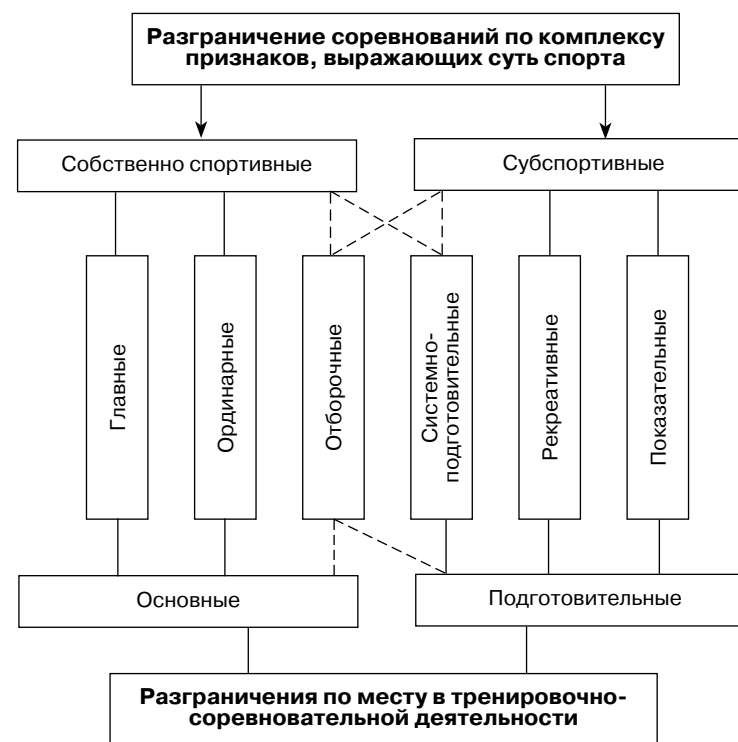 Разграничение соревнований по комплексу
признаков, выражающих суть спорта
Собственно спортивные
Субспортивные
Главные
Ординарные
Отборочные
Системно-
подготовительные
Рекреативные
Показательные
Основные
Подготовительные
Разграничения по месту в тренировочно-
соревновательной деятельности